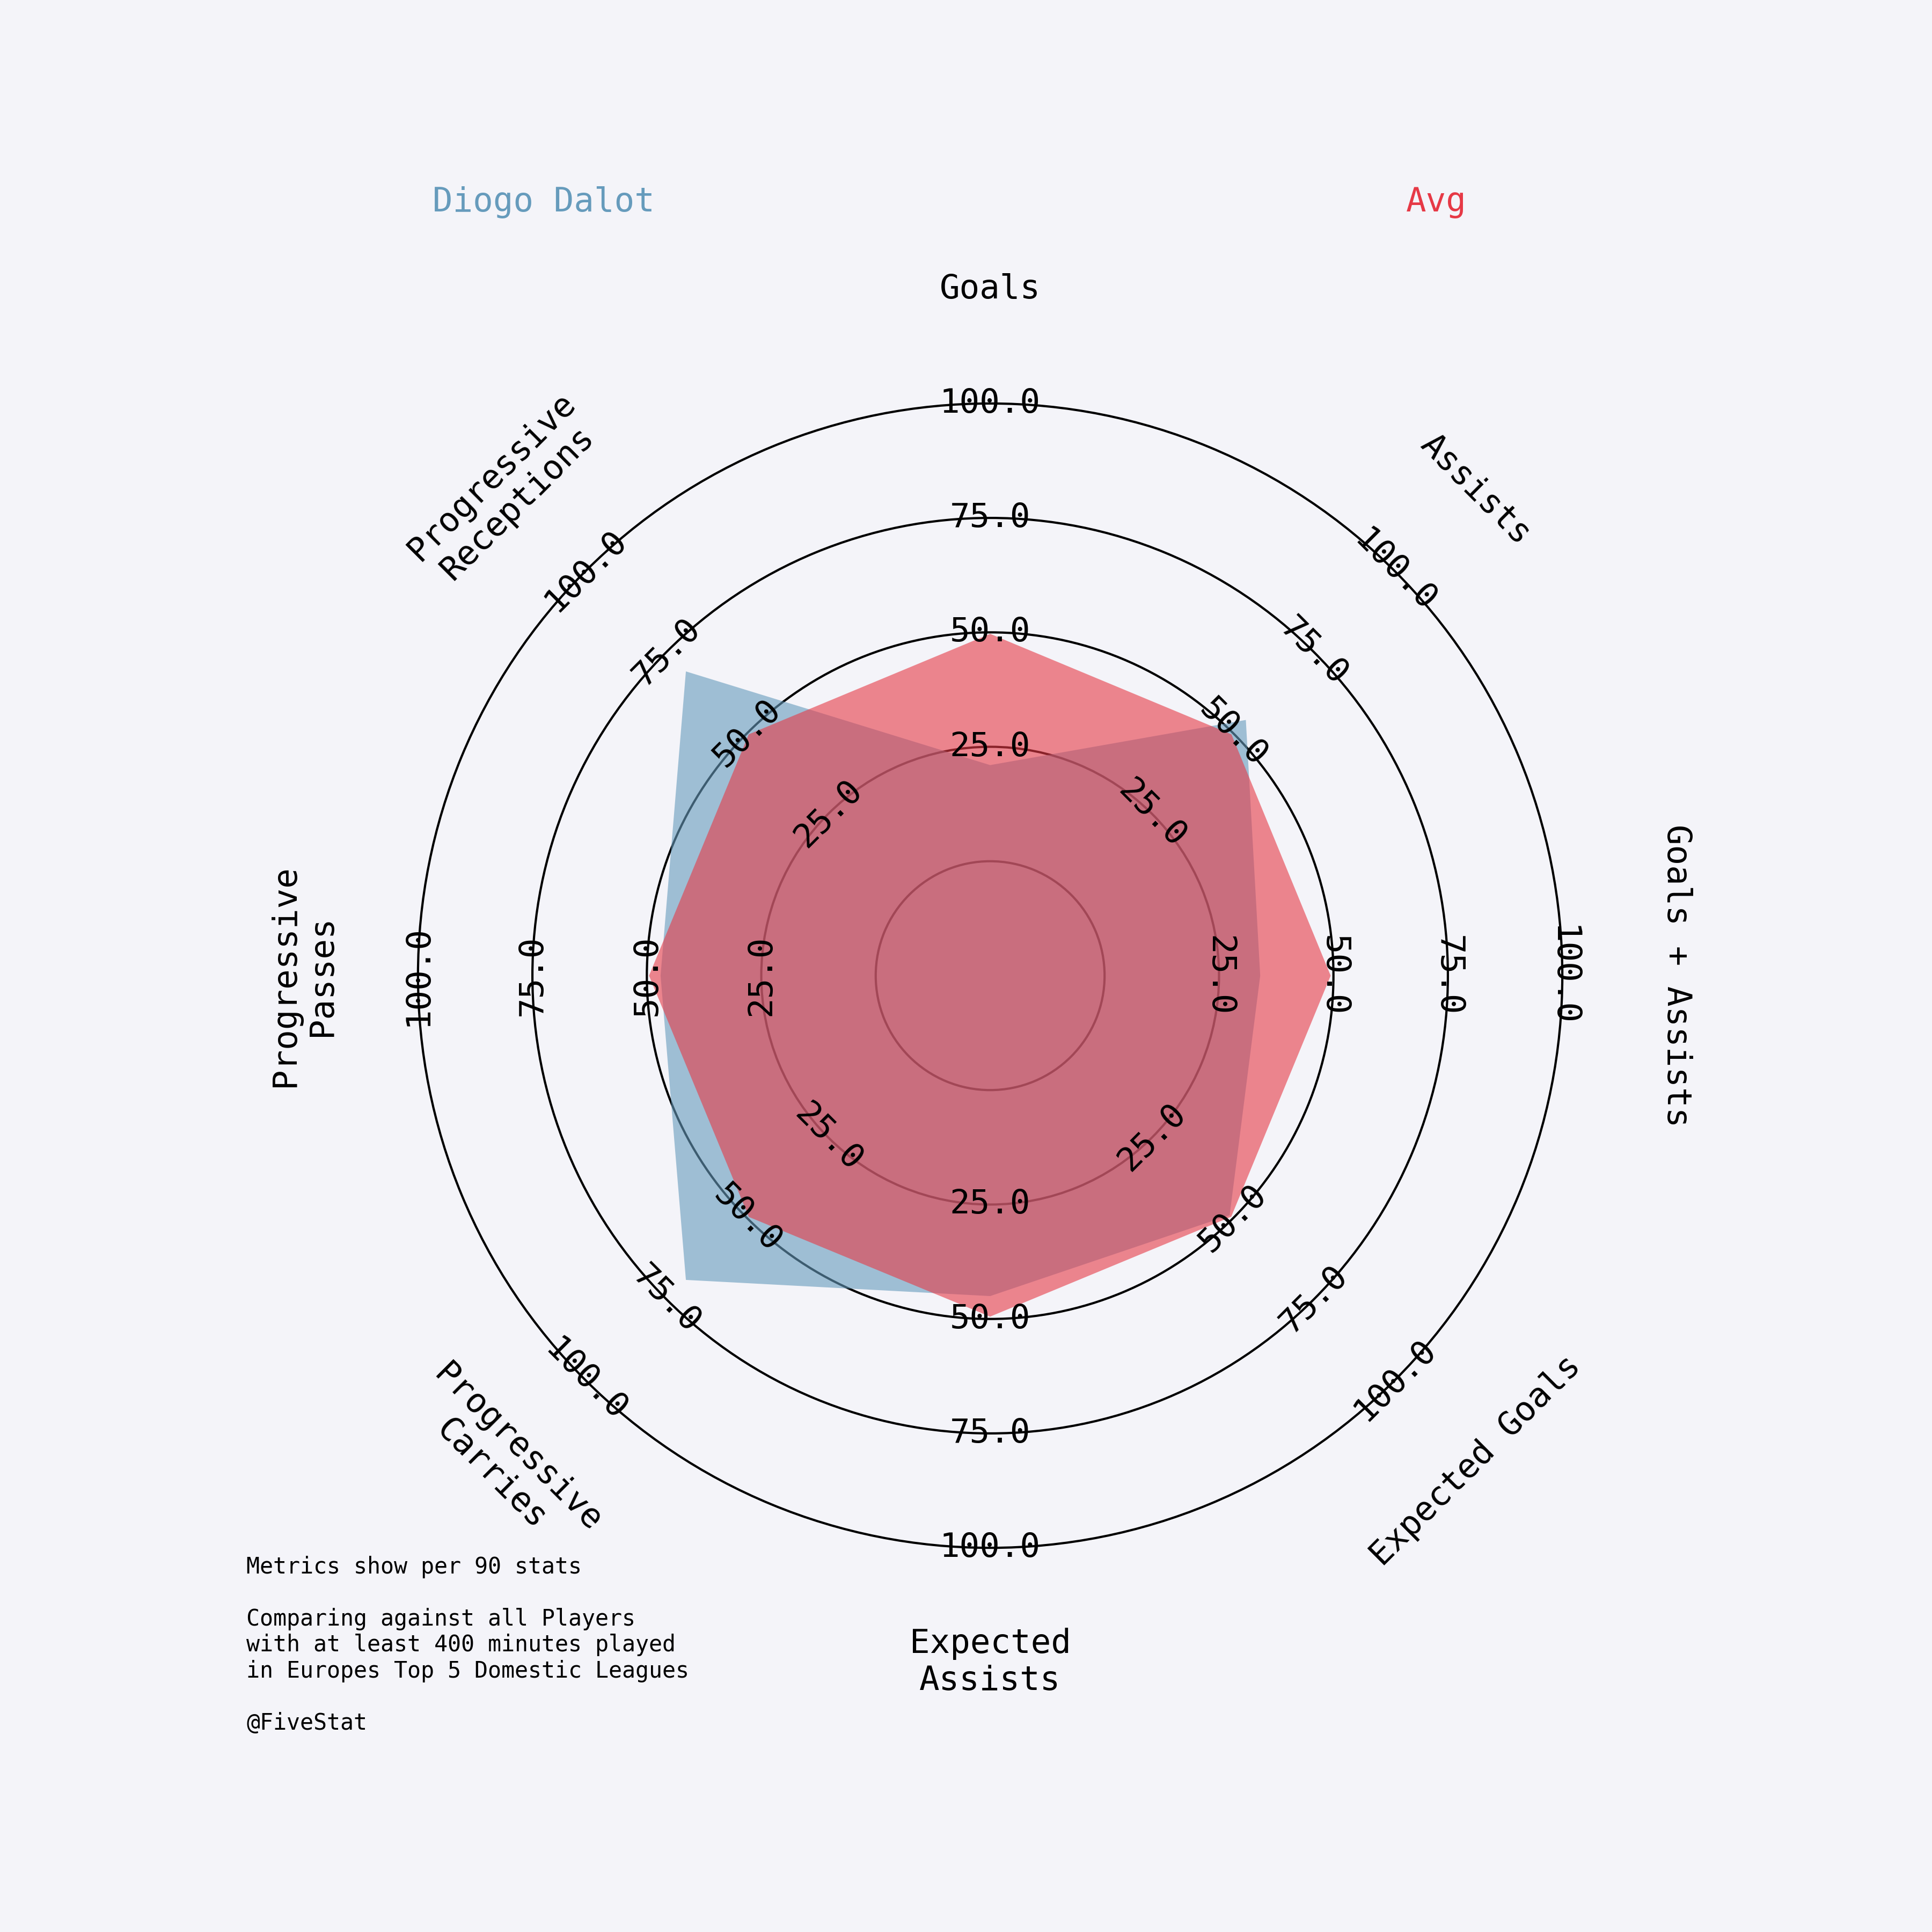 Diogo Dalot
Avg
Goals
Assists
Goals + Assists
Expected Goals
Expected
Assists
Progressive
Carries
Progressive
Passes
Progressive
Receptions
100.0
75.0
50.0
25.0
100.0
75.0
50.0
25.0
100.0
75.0
50.0
25.0
100.0
75.0
50.0
25.0
100.0
75.0
50.0
25.0
100.0
75.0
50.0
25.0
100.0
75.0
50.0
25.0
100.0
75.0
50.0
25.0
Metrics show per 90 stats
Comparing against all Players
with at least 400 minutes played
in Europes Top 5 Domestic Leagues
@FiveStat